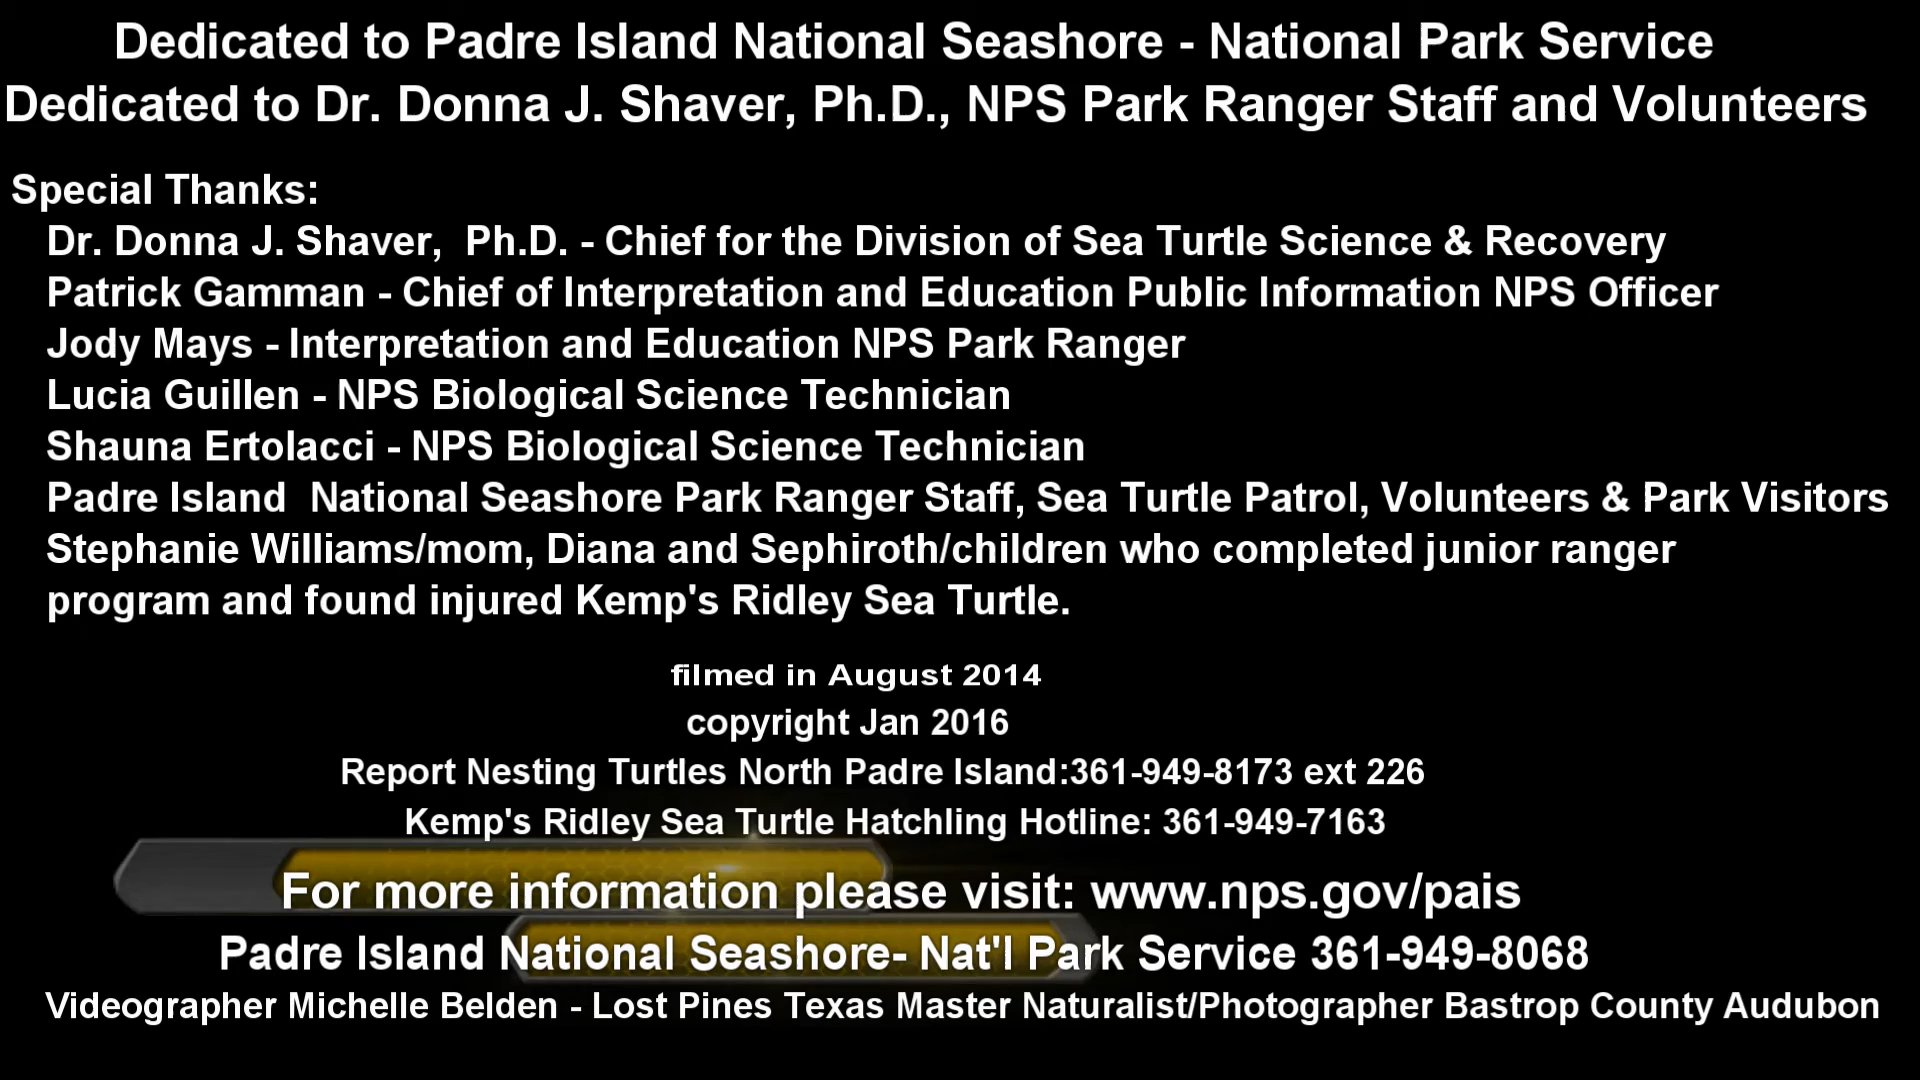 Dedicated to Padre Island National Seashore - National Park Service
Dedicated to Dr. Donna J. Shaver, Ph.D., NPS Park Ranger Staff and Volunteers
Special Thanks:
Dr. Donna J. Shaver,  Ph.D. - Chief for the Division of Sea Turtle Science & Recovery
Patrick Gamman - Chief of Interpretation and Education Public Information NPS Officer
Jody Mays - Interpretation and Education NPS Park Ranger
Lucia Guillen - NPS Biological Science Technician
Shauna Ertolacci - NPS Biological Science Technician
Padre Island  National Seashore Park Ranger Staff, Sea Turtle Patrol, Volunteers & Park Visitors
Stephanie Williams/mom, Diana and Sephiroth/children who completed junior ranger
program and found injured Kemp's Ridley Sea Turtle.
filmed in August 2014
copyright Jan 2016
Report Nesting Turtles North Padre Island:361-949-8173 ext 226
Kemp's Ridley Sea Turtle Hatchling Hotline: 361-949-7163
For more information please visit: www.nps.gov/pais
Padre Island National Seashore- Nat'l Park Service 361-949-8068
Videographer Michelle Belden - Lost Pines Texas Master Naturalist/Photographer Bastrop County Audubon